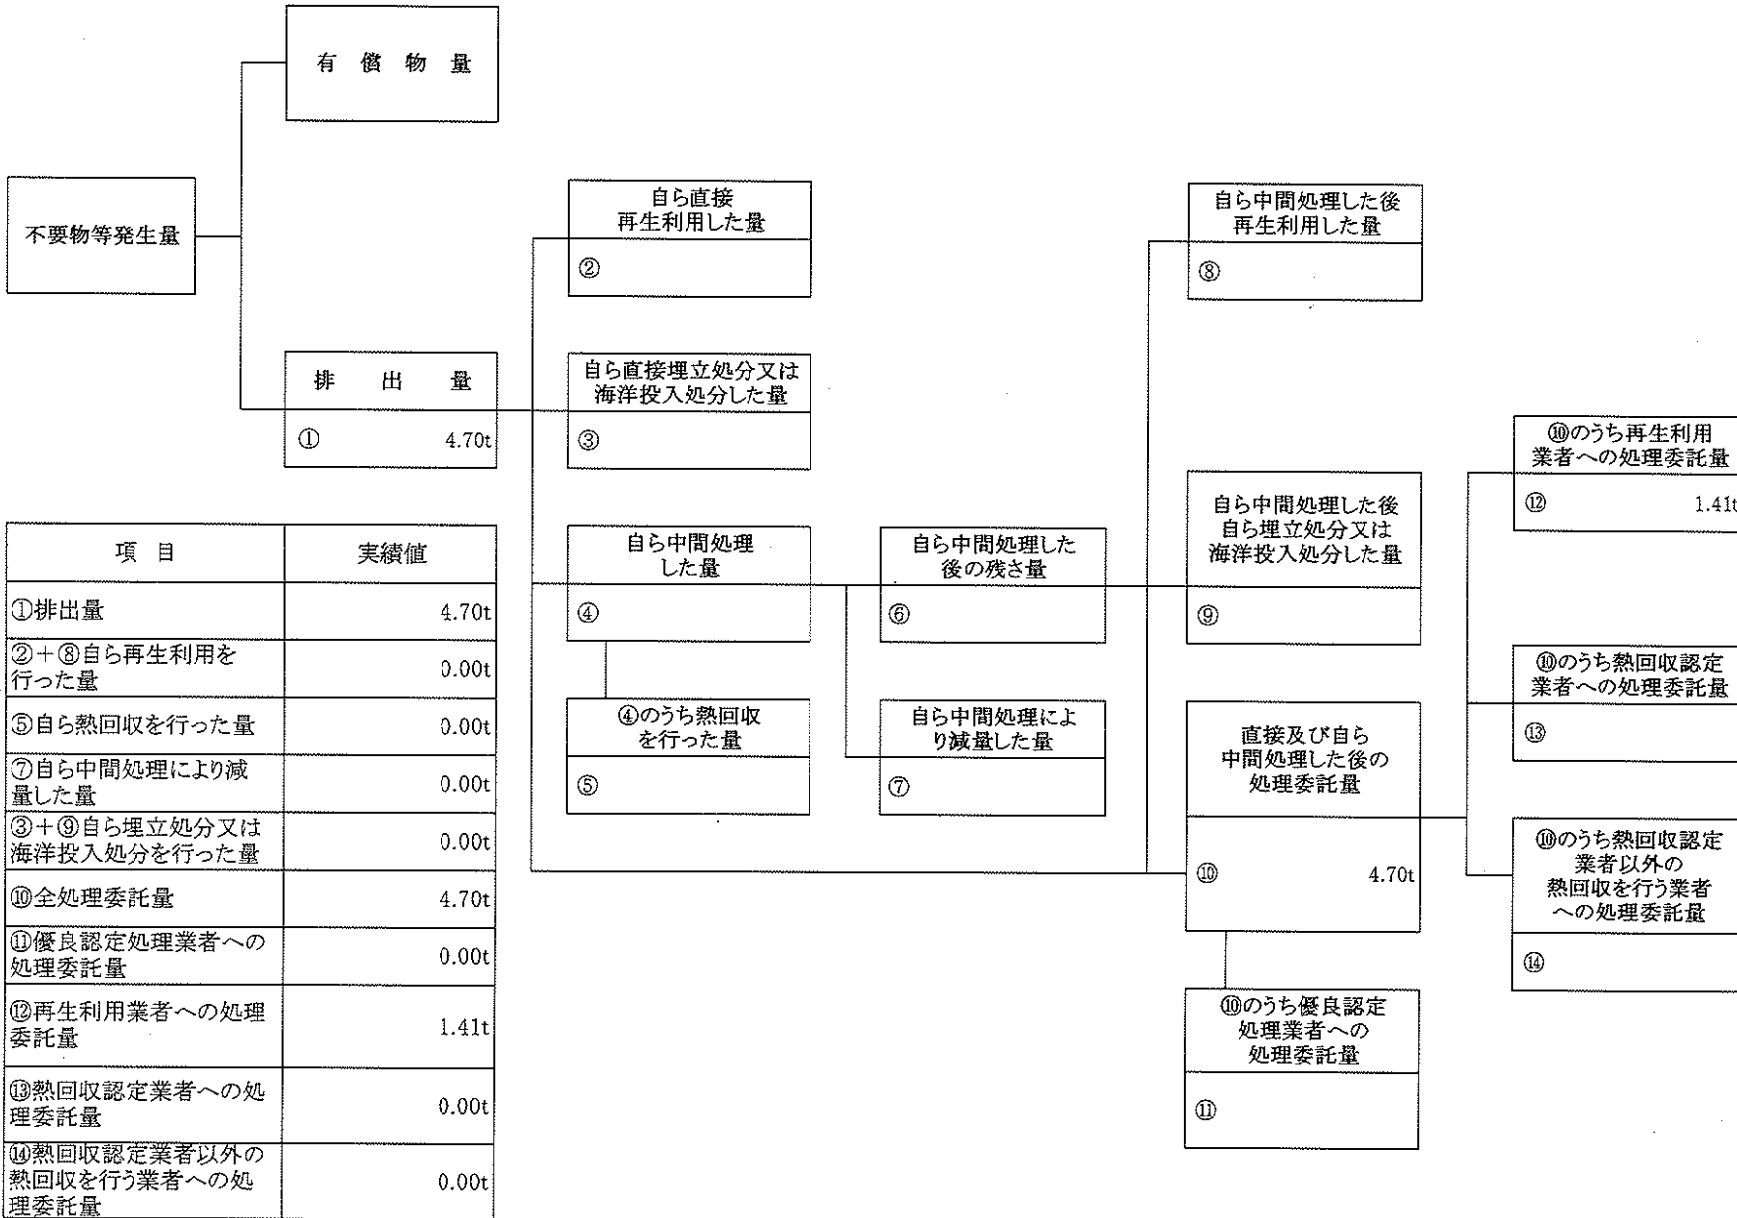 有 償 物 量
不要物等発生量
排 出 量
① 4.70t
自ら直接
再生利用した量
②
自ら直接埋立処分又は
海洋投入処分した量
③
自ら中間処理
した量
④
④のうち熱回収
を行った量
⑤
自ら中間処理した
後の残さ量
⑥
自ら中間処理によ
り減量した量
⑦
自ら中間処理した後
再生利用した量
⑧
自ら中間処理した後
自ら埋立処分又は
海洋投入処分した量
⑨
直接及び自ら
中間処理した後の
処理委託量
⑩ 4.70t
⑩のうち優良認定
処理業者への
処理委託量
⑪
⑩のうち再生利用
業者への処理委託量
⑫ 1.41t
⑩のうち熱回収認定
業者への処理委託量
⑬
⑩のうち熱回収認定
業者以外の
熱回収を行う業者
への処理委託量
⑭
項 目 実績値
①排出量 4.70t
②+⑧自ら再生利用を
行った量 0.00t
⑤自ら熱回収を行った量 0.00t
⑦自ら中間処理により減
量した量 0.00t
③+⑨自ら埋立処分又は
海洋投入処分を行った量 0.00t
⑩全処理委託量 4.70t
⑪優良認定処理業者への
処理委託量 0.00t
⑫再生利用業者への処理
委託量 1.41t
⑬熱回収認定業者への処
理委託量 0.00t
⑭熱回収認定業者以外の
熱回収を行う業者への処
理委託量 0.00t